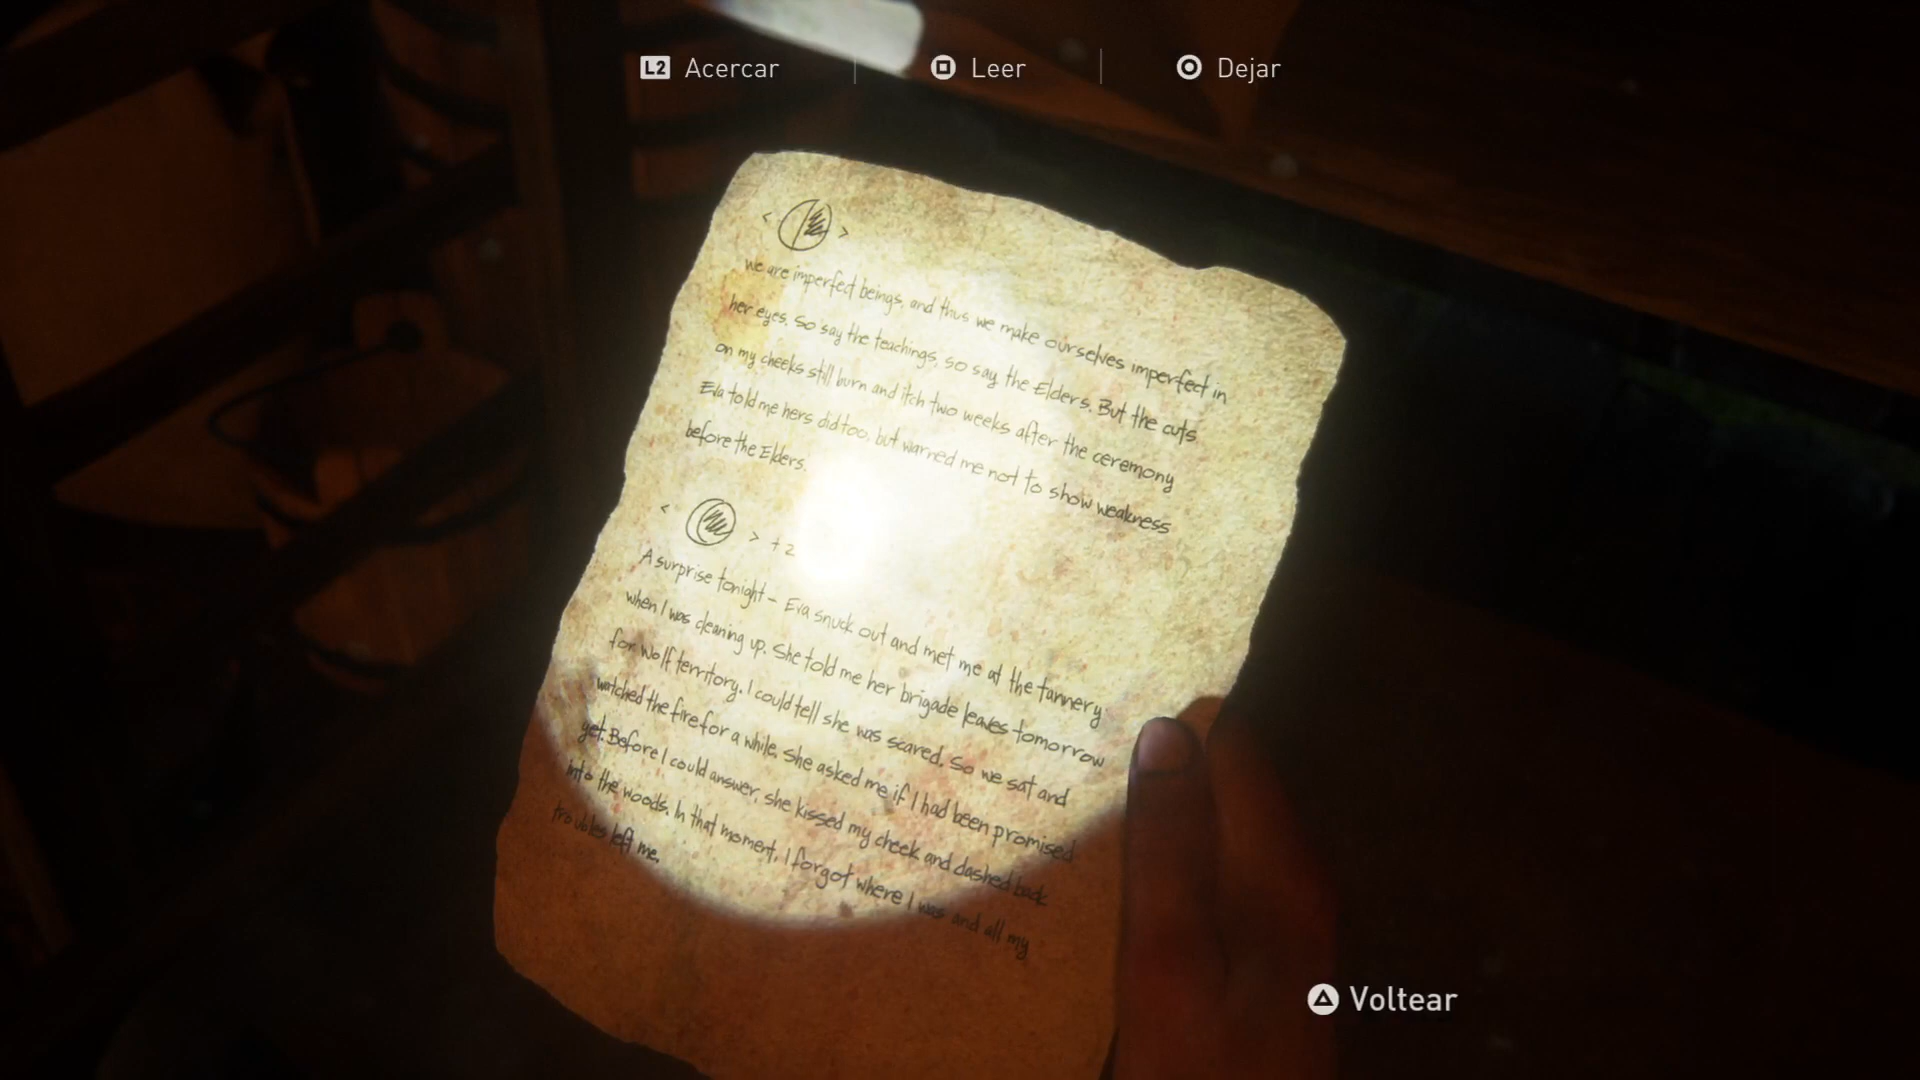 L2 Acercar
Leer
Dejar
we are imperfect beings, and thus we make ourselves imperfect in
her eyes. So say the teachings, so say the Elders. But the cuts
on my cheeks still burn and itch two weeks after the ceremony
Eva told me hers did too, but warned me not to show weakness
before the Elders.
< > + 2
A surprise tonight - Eva snuck out and met me at the tannery
when I was cleaning up. She told me her brigade leaves tomorrow
for Wolf territory. I could tell she was scared. So we sat and
watched the fire for a while. She asked me if I had been promised
yet. Before I could answer, she kissed my cheek and dashed back
into the woods. In that moment, I forgot where I was and all my
troubles left me.
Voltear